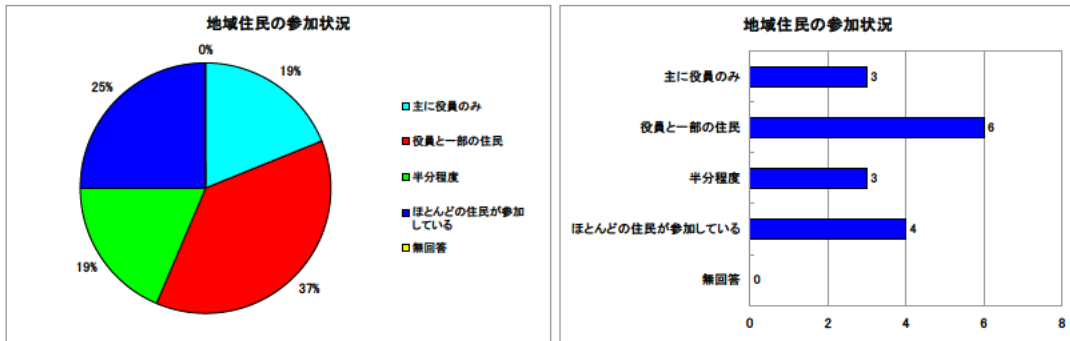 地域住民の参加状況
0%
19%
25%
19%
37%
主に役員のみ
役員と一部の住民
半分程度
ほとんどの住民が参加
している
無回答
地域住民の参加状況
主に役員のみ 3
役員と一部の住民 6
半分程度 3
ほとんどの住民が参加している 4
無回答 0
0 2 4 6 8